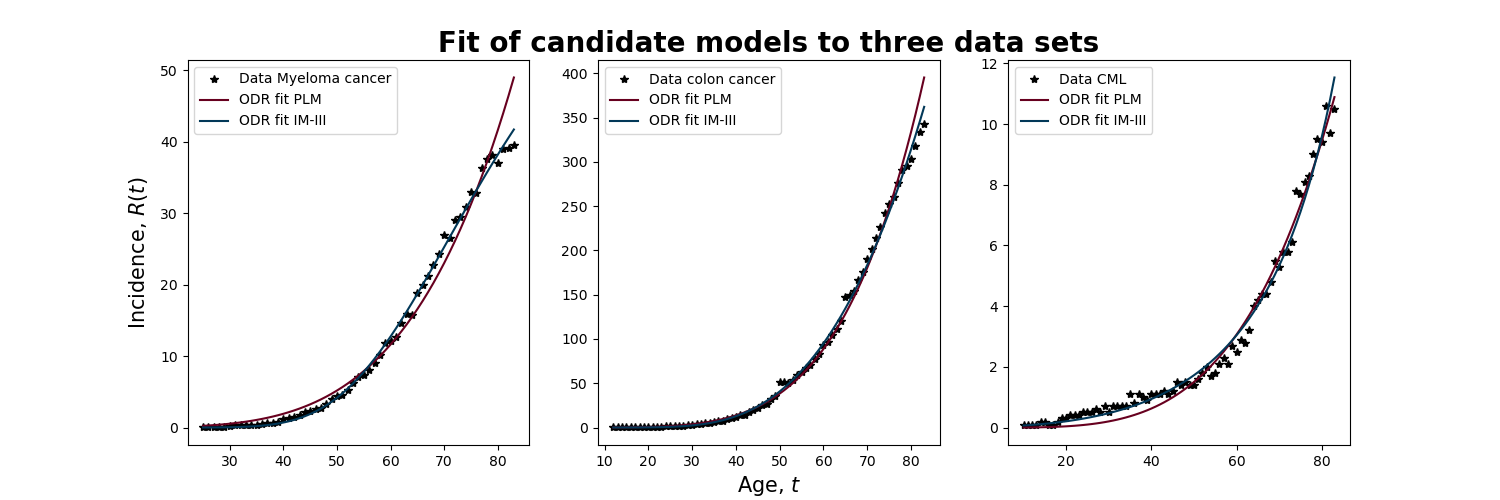 Fit of candidate models to three data sets
Incidence, R(t)
50
40
30
20
10
0
Data Myeloma cancer
ODR fit PLM
ODR fit IM-III
30 40 50 60 70 80
400
350
300
250
200
150
100
50
0
Data colon cancer
ODR fit PLM
ODR fit IM-III
10 20 30 40 50 60 70 80
12
10
8
6
4
2
0
Data CML
ODR fit PLM
ODR fit IM-III
20 40 60 80
Age, t